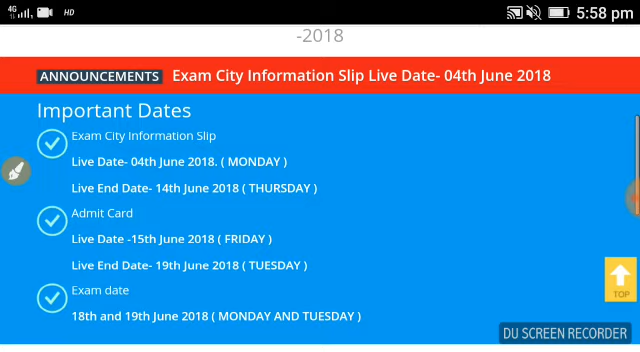 4G HD 5:58 pm
-2018
ANNOUNCEMENTS Exam City Information Slip Live Date- 04th June 2018
Important Dates
Exam City Information Slip
Live Date- 04th June 2018. ( MONDAY )
Live End Date- 14th June 2018 ( THURSDAY )
Admit Card
Live Date -15th June 2018 ( FRIDAY )
Live End Date- 19th June 2018 ( TUESDAY )
TOP
Exam date
18th and 19th June 2018 ( MONDAY AND TUESDAY )
DU SCREEN RECORDER